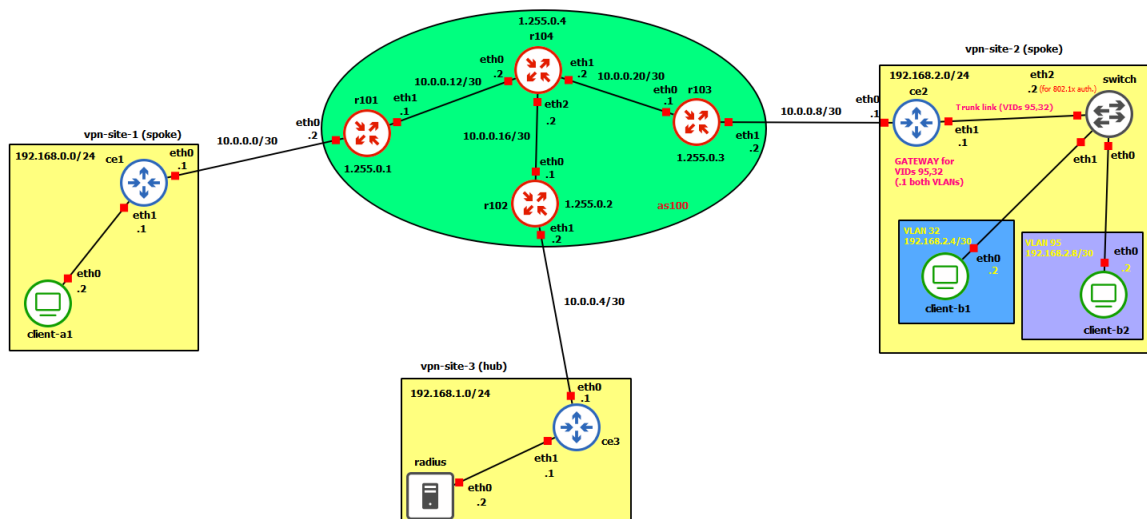 1.255.0.4
r104
eth0
.2
eth1
.2
10.0.0.12/30
10.0.0.20/30
eth2
.2
r101
eth1
.1
eth0
.2
1.255.0.1
10.0.0.16/30
eth0
.1
r103
eth0
.1
eth1
.2
1.255.0.3
r102
1.255.0.2
eth1
.2
as100
vpn-site-1 (spoke)
10.0.0.0/30
192.168.0.0/24
ce1
eth0
.1
eth1
.1
eth0
.2
client-a1
10.0.0.4/30
vpn-site-3 (hub)
192.168.1.0/24
eth0
.1
ce3
eth1
.1
radius
eth0
.2
10.0.0.8/30
vpn-site-2 (spoke)
192.168.2.0/24
ce2
eth0
.1
eth2
.2 (for 802.1x auth.)
switch
Trunk link (VIDs 95,32)
eth1
.1
eth1
eth0
GATEWAY for
VIDs 95,32
(.1 both VLANs)
VLAN 32
192.168.2.4/30
eth0
.2
client-b1
VLAN 95
192.168.2.8/30
eth0
.2
client-b2